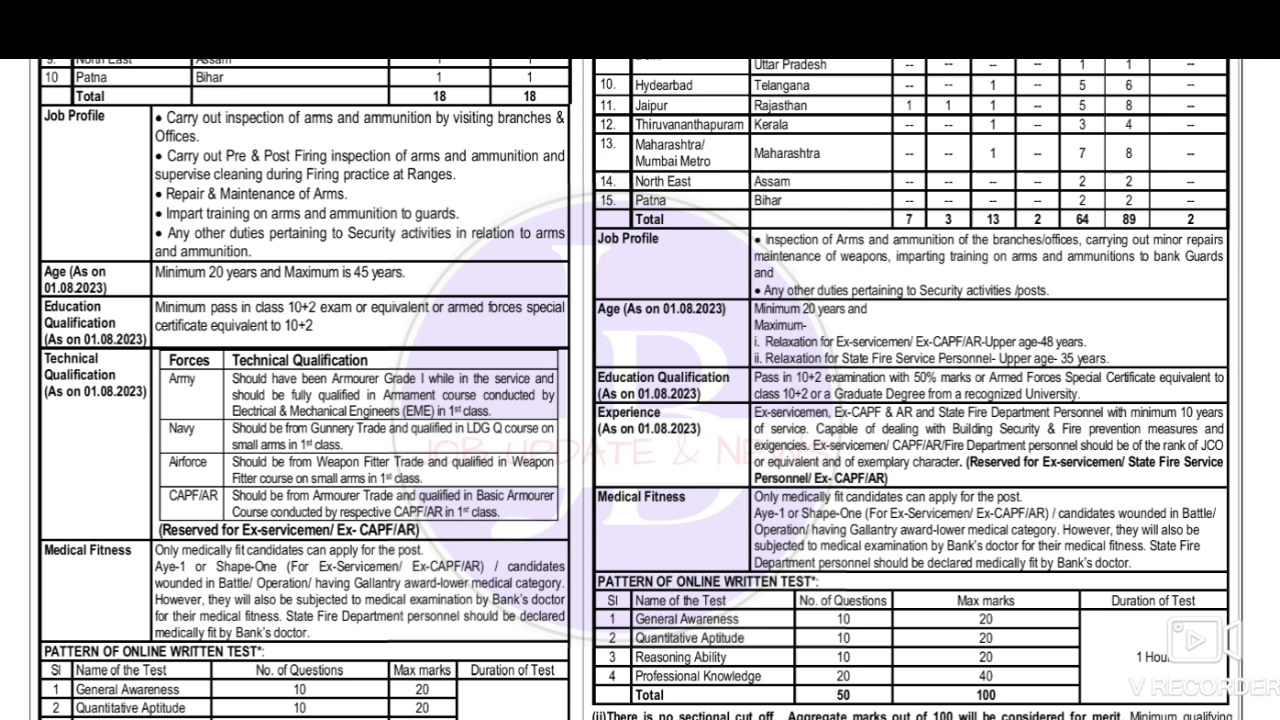 9. North East Assam 1 1
10 Patna Bihar 1 1
Total 18 18
Job Profile
• Carry out inspection of arms and ammunition by visiting branches &
Offices.
• Carry out Pre & Post Firing inspection of arms and ammunition and
supervise cleaning during Firing practice at Ranges.
• Repair & Maintenance of Arms.
• Impart training on arms and ammunition to guards.
• Any other duties pertaining to Security activities in relation to arms
and ammunition.
Age (As on
01.08.2023)
Minimum 20 years and Maximum is 45 years.
Education
Qualification
(As on 01.08.2023)
Minimum pass in class 10+2 exam or equivalent or armed forces special
certificate equivalent to 10+2
Technical
Qualification
(As on 01.08.2023)
Forces Technical Qualification
Army Should have been Armourer Grade I while in the service and
should be fully qualified in Armament course conducted by
Electrical & Mechanical Engineers (EME) in 1st class.
Navy Should be from Gunnery Trade and qualified in LDG Q course on
small arms in 1st class.
Airforce Should be from Weapon Fitter Trade and qualified in Weapon
Fitter course on small arms in 1st class.
CAPF/AR Should be from Armourer Trade and qualified in Basic Armourer
Course conducted by respective CAPF/AR in 1st class.
(Reserved for Ex-servicemen/ Ex- CAPF/AR)
Medical Fitness
Only medically fit candidates can apply for the post.
Aye-1 or Shape-One (For Ex-Servicemen/ Ex-CAPF/AR) / candidates
wounded in Battle/ Operation/ having Gallantry award-lower medical category.
However, they will also be subjected to medical examination by Bank's doctor
for their medical fitness. State Fire Department personnel should be declared
medically fit by Bank's doctor.
PATTERN OF ONLINE WRITTEN TEST*:
Sl Name of the Test No. of Questions Max marks Duration of Test
1 General Awareness 10 20
2 Quantitative Aptitude 10 20
Uttar Pradesh -- -- -- -- 1 1 --
10. Hydearbad Telangana -- -- 1 -- 5 6 --
11. Jaipur Rajasthan 1 1 1 -- 5 8 --
12. Thiruvananthapuram Kerala -- -- 1 -- 3 4 --
13. Maharashtra/
Mumbai Metro Maharashtra -- -- 1 -- 7 8 --
14. North East Assam -- -- -- -- 2 2 --
15. Patna Bihar -- -- -- -- 2 2 --
Total 7 3 13 2 64 89 2
Job Profile
• Inspection of Arms and ammunition of the branches/offices, carrying out minor repairs
maintenance of weapons, imparting training on arms and ammunitions to bank Guards
and
• Any other duties pertaining to Security activities /posts.
Age (As on 01.08.2023)
Minimum 20 years and
Maximum-
i. Relaxation for Ex-servicemen/ Ex-CAPF/AR-Upper age-48 years.
ii. Relaxation for State Fire Service Personnel- Upper age- 35 years.
Education Qualification
(As on 01.08.2023)
Pass in 10+2 examination with 50% marks or Armed Forces Special Certificate equivalent to
class 10+2 or a Graduate Degree from a recognized University.
Experience
(As on 01.08.2023)
Ex-servicemen, Ex-CAPF & AR and State Fire Department Personnel with minimum 10 years
of service. Capable of dealing with Building Security & Fire prevention measures and
exigencies. Ex-servicemen/ CAPF/AR/Fire Department personnel should be of the rank of JCO
or equivalent and of exemplary character. (Reserved for Ex-servicemen/ State Fire Service
Personnel/ Ex- CAPF/AR)
Medical Fitness
Only medically fit candidates can apply for the post.
Aye-1 or Shape-One (For Ex-Servicemen/ Ex-CAPF/AR) / candidates wounded in Battle/
Operation/ having Gallantry award-lower medical category. However, they will also be
subjected to medical examination by Bank's doctor for their medical fitness. State Fire
Department personnel should be declared medically fit by Bank's doctor.
PATTERN OF ONLINE WRITTEN TEST*:
Sl Name of the Test No. of Questions Max marks Duration of Test
1 General Awareness 10 20
2 Quantitative Aptitude 10 20
3 Reasoning Ability 10 20
4 Professional Knowledge 20 40
Total 50 100
1 Hour
(ii)There is no sectional cut off. Aggregate marks out of 100 will be considered for merit. Minimum qualifying
JOB UPDATE & NEWS
V RECORDER